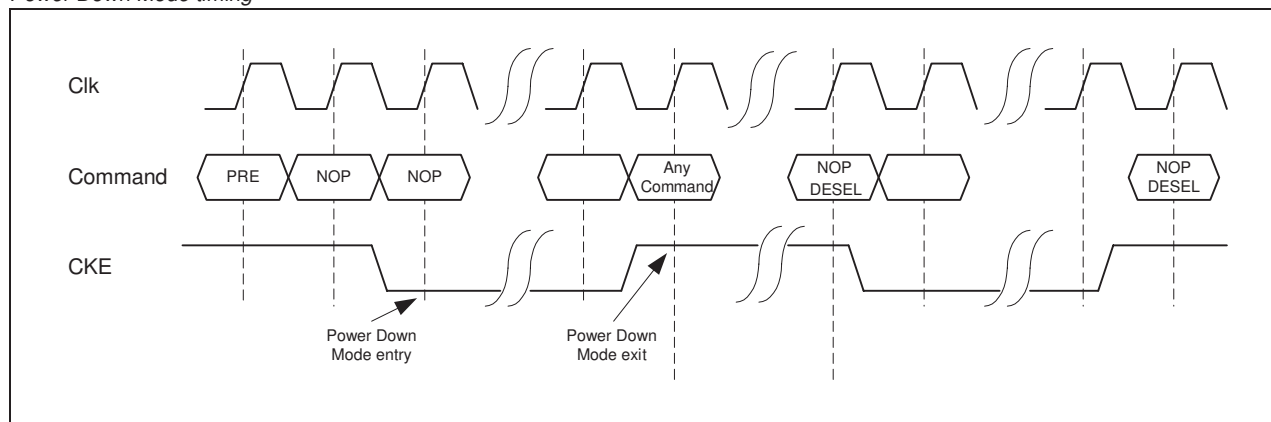 Power Down Mode timing
Clk
Command
PRE
NOP
NOP
Any
Command
NOP
DESEL
NOP
DESEL
CKE
Power Down
Mode entry
Power Down
Mode exit